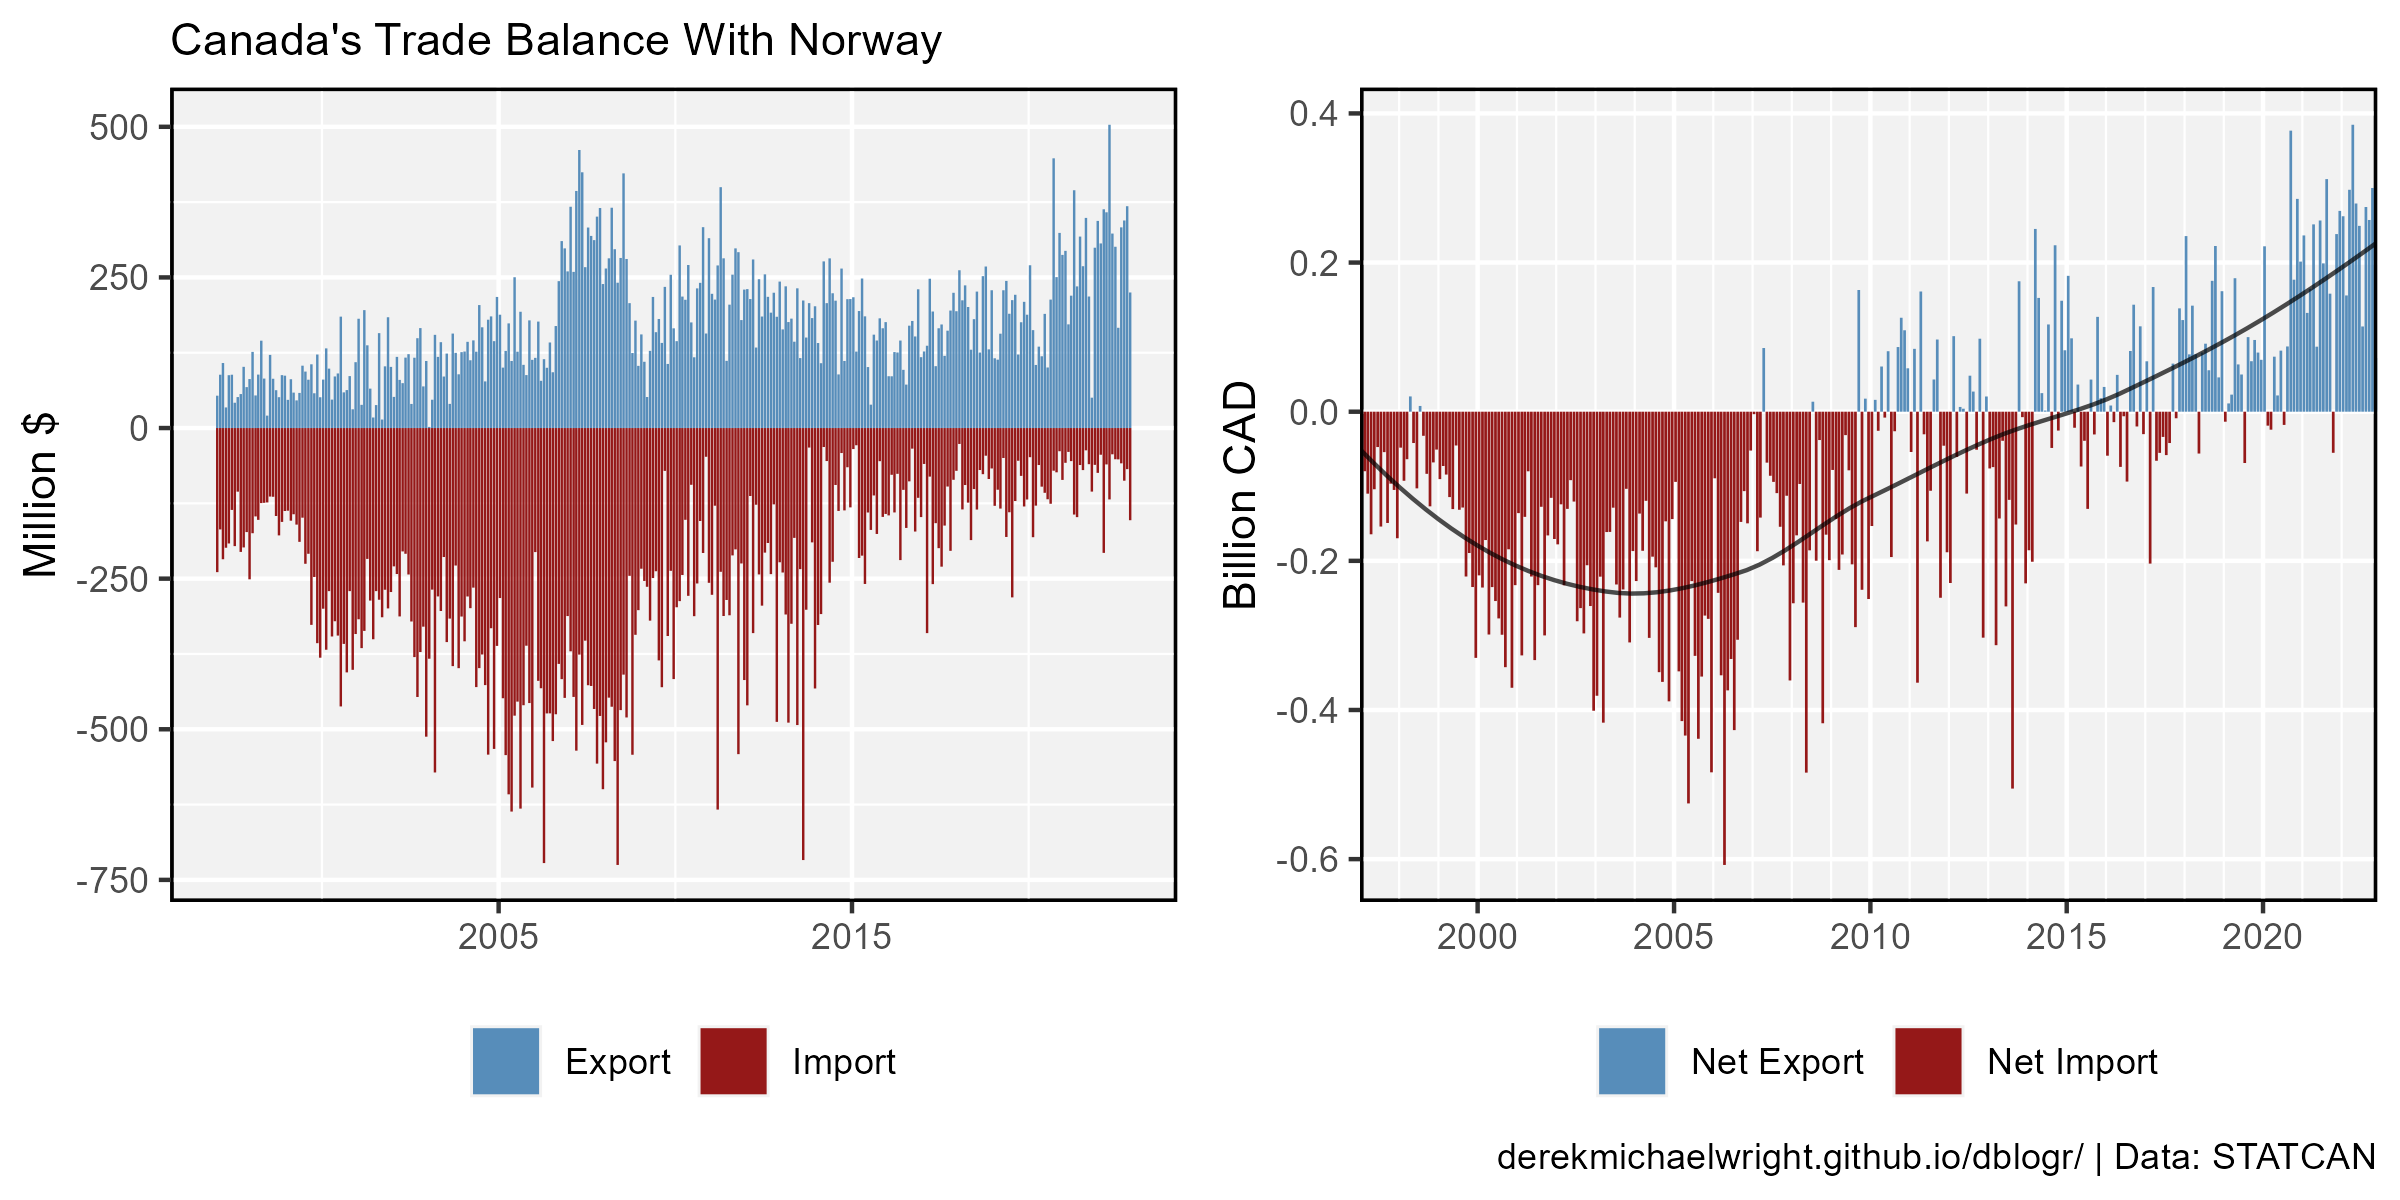 Canada's Trade Balance With Norway
Million $
500
250
0
-250
-500
-750
2005
2015
Export
Import
Billion CAD
0.4
0.2
0.0
-0.2
-0.4
-0.6
2000
2005
2010
2015
2020
Net Export
Net Import
derekmichaelwright.github.io/dblogr/ | Data: STATCAN